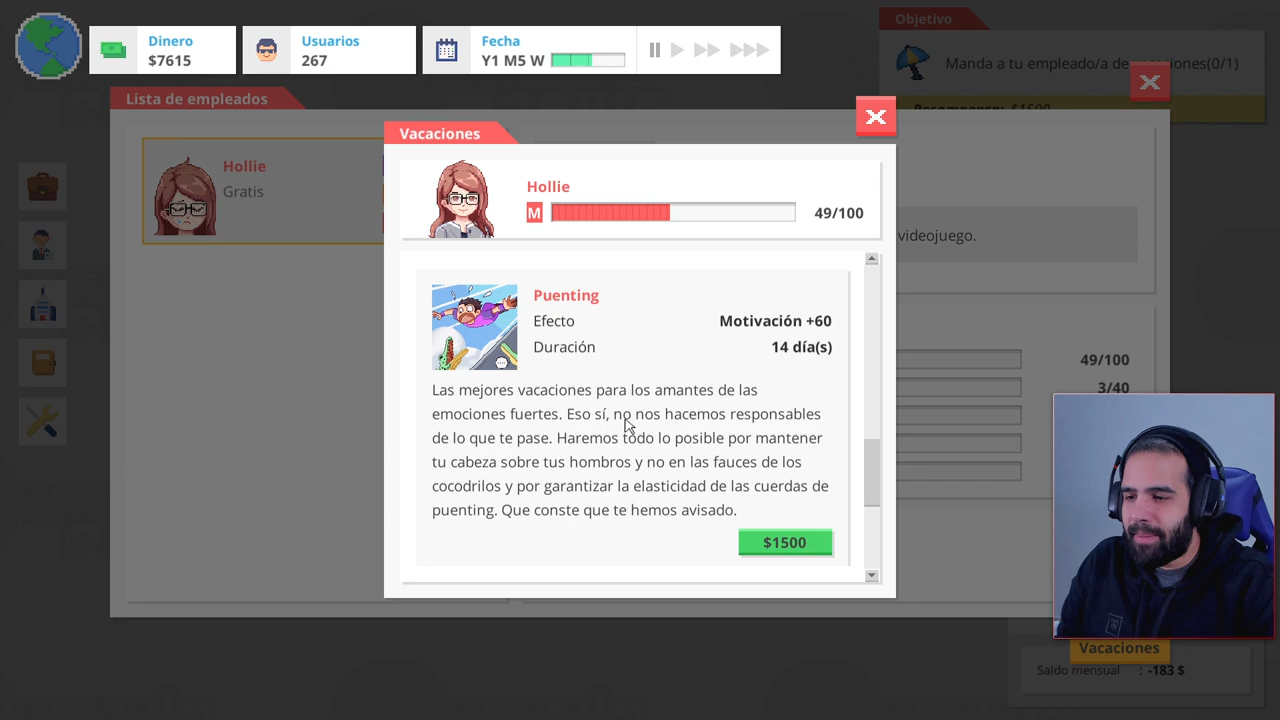 Dinero
$7615
Usuarios
267
Fecha
Y1 M5 W
Objetivo
Manda a tu empleado/a de vacaciones(0/1)
Recompensa: $1500
Lista de empleados
Hollie
Gratis
Vacaciones
Hollie
M
49/100
videojuego.
Puenting
Efecto
Motivación +60
Duración
14 día(s)
Las mejores vacaciones para los amantes de las
emociones fuertes. Eso sí, no nos hacemos responsables
de lo que te pase. Haremos todo lo posible por mantener
tu cabeza sobre tus hombros y no en las fauces de los
cocodrilos y por garantizar la elasticidad de las cuerdas de
puenting. Que conste que te hemos avisado.
$1500
49/100
3/40
Vacaciones
Saldo mensual : -183 $